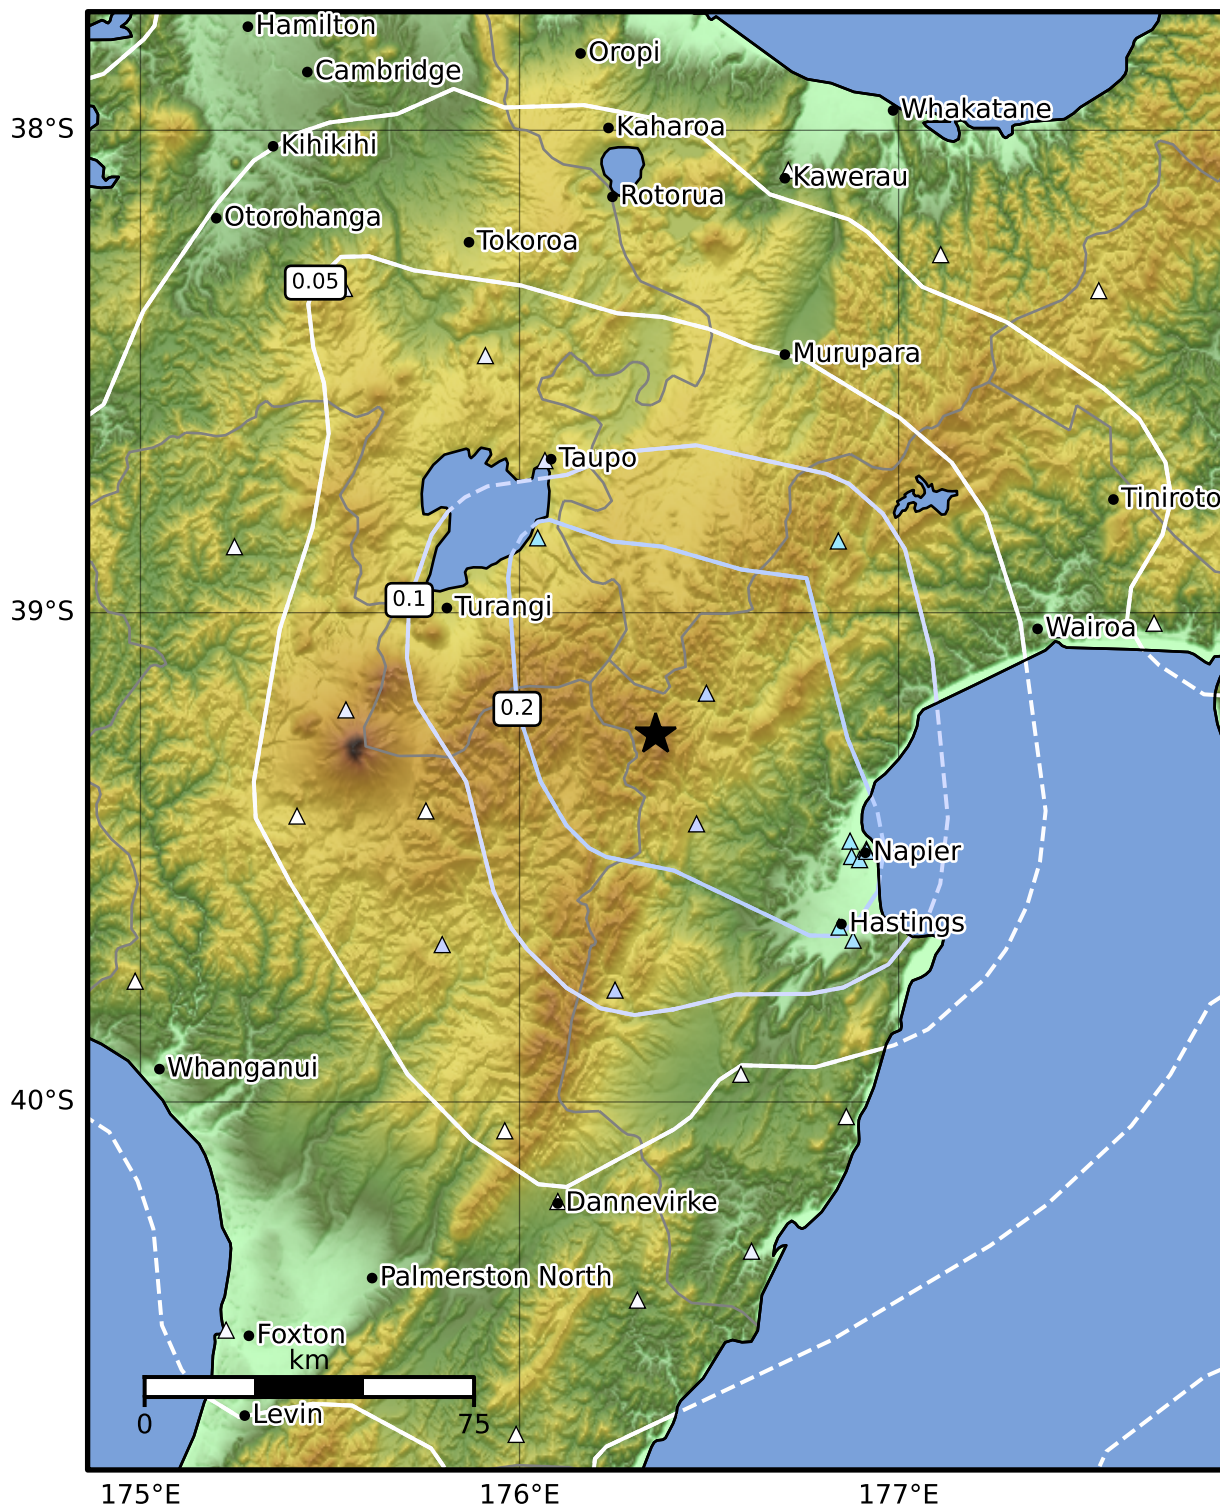 Hamilton
Oropi
Cambridge
Whakatane
38°S
Kaharoa
Kihikihi
Kawerau
Rotorua
Otorohanga
Tokoroa
0.05
Murupara
Taupo
Tiniroto
0.1
Turangi
39°S
Wairoa
0.2
Napier
Hastings
Whanganui
40°S
Dannevirke
Palmerston North
Foxton
km
Levin
0 75
175°E 176°E 177°E